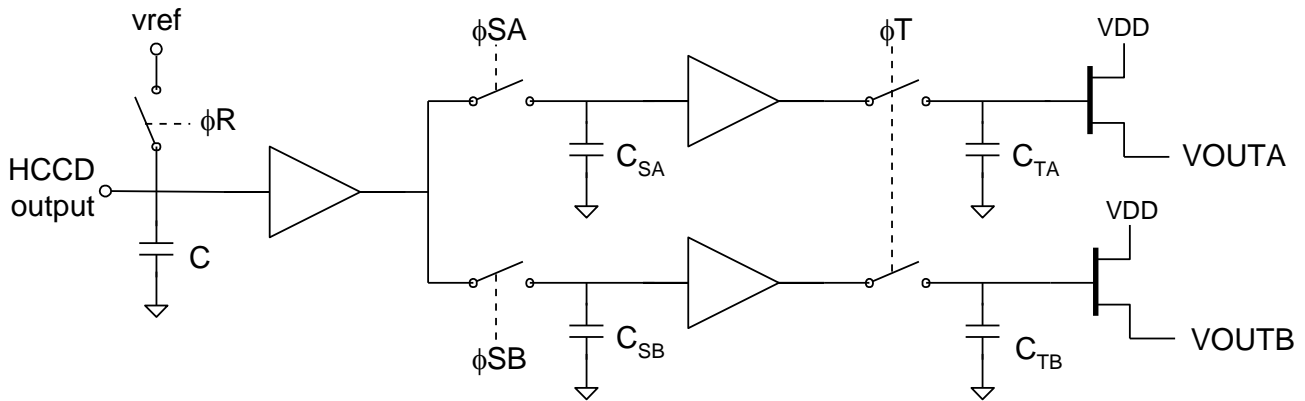 vref
ϕSA
ϕT
VDD
ϕR
HCCD
output
C
C_SA
C_TA
VOUTA
VDD
ϕSB
C_SB
C_TB
VOUTB